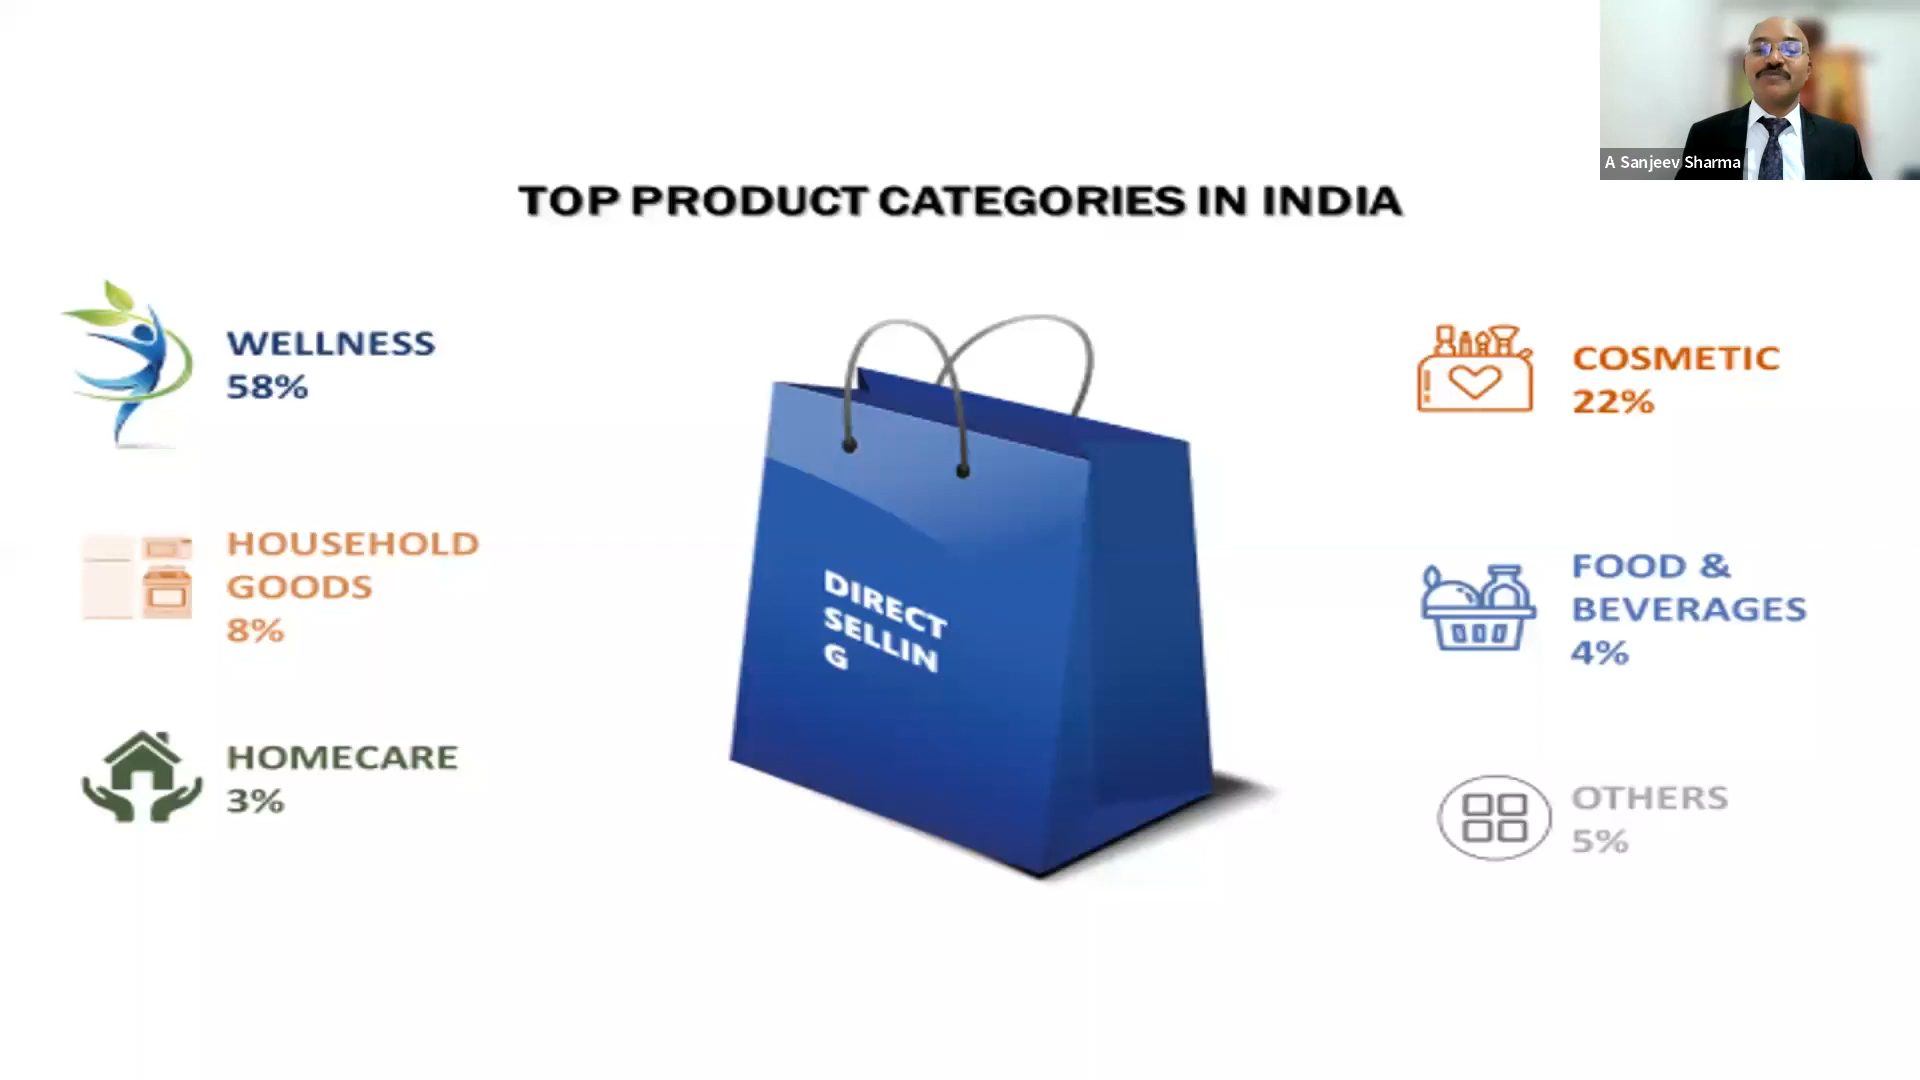 A Sanjeev Sharma
TOP PRODUCT CATEGORIES IN INDIA
WELLNESS
58%
HOUSEHOLD
GOODS
8%
HOMECARE
3%
DIRECT
SELLIN
G
COSMETIC
22%
FOOD &
BEVERAGES
4%
OTHERS
5%